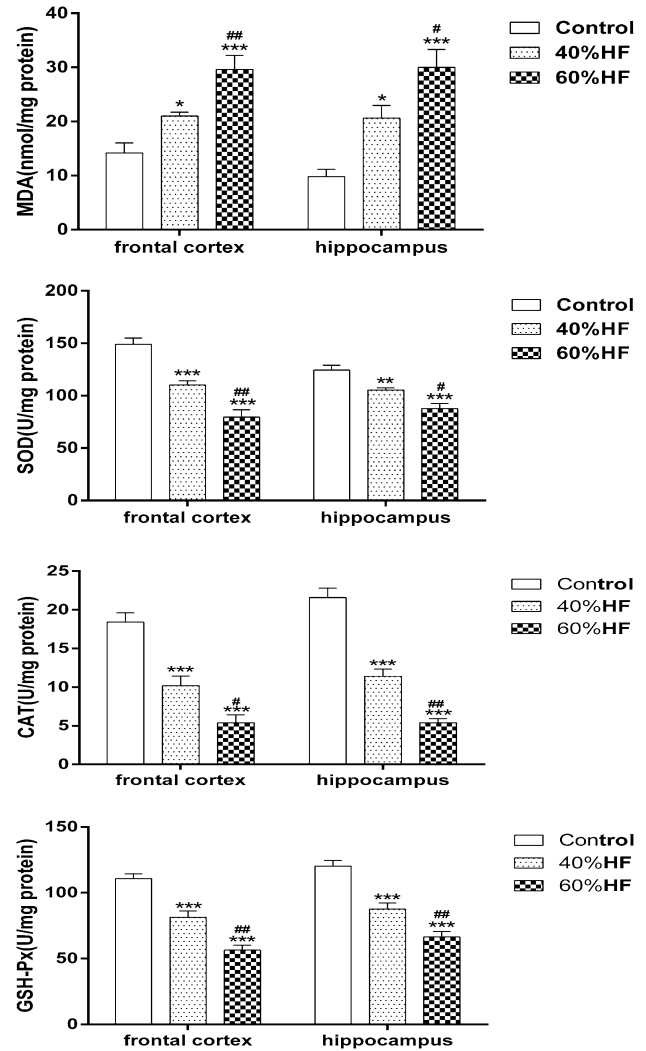 MDA(nmol/mg protein)
40
30
20
10
0
##
***
*
#
***
*
frontal cortex
hippocampus
Control
40%HF
60%HF
SOD(U/mg protein)
200
150
100
50
0
***
##
***
**
#
***
frontal cortex
hippocampus
Control
40%HF
60%HF
CAT(U/mg protein)
25
20
15
10
5
0
***
#
***
***
##
***
frontal cortex
hippocampus
Control
40%HF
60%HF
GSH-Px(U/mg protein)
150
100
50
0
***
##
***
***
##
***
frontal cortex
hippocampus
Control
40%HF
60%HF